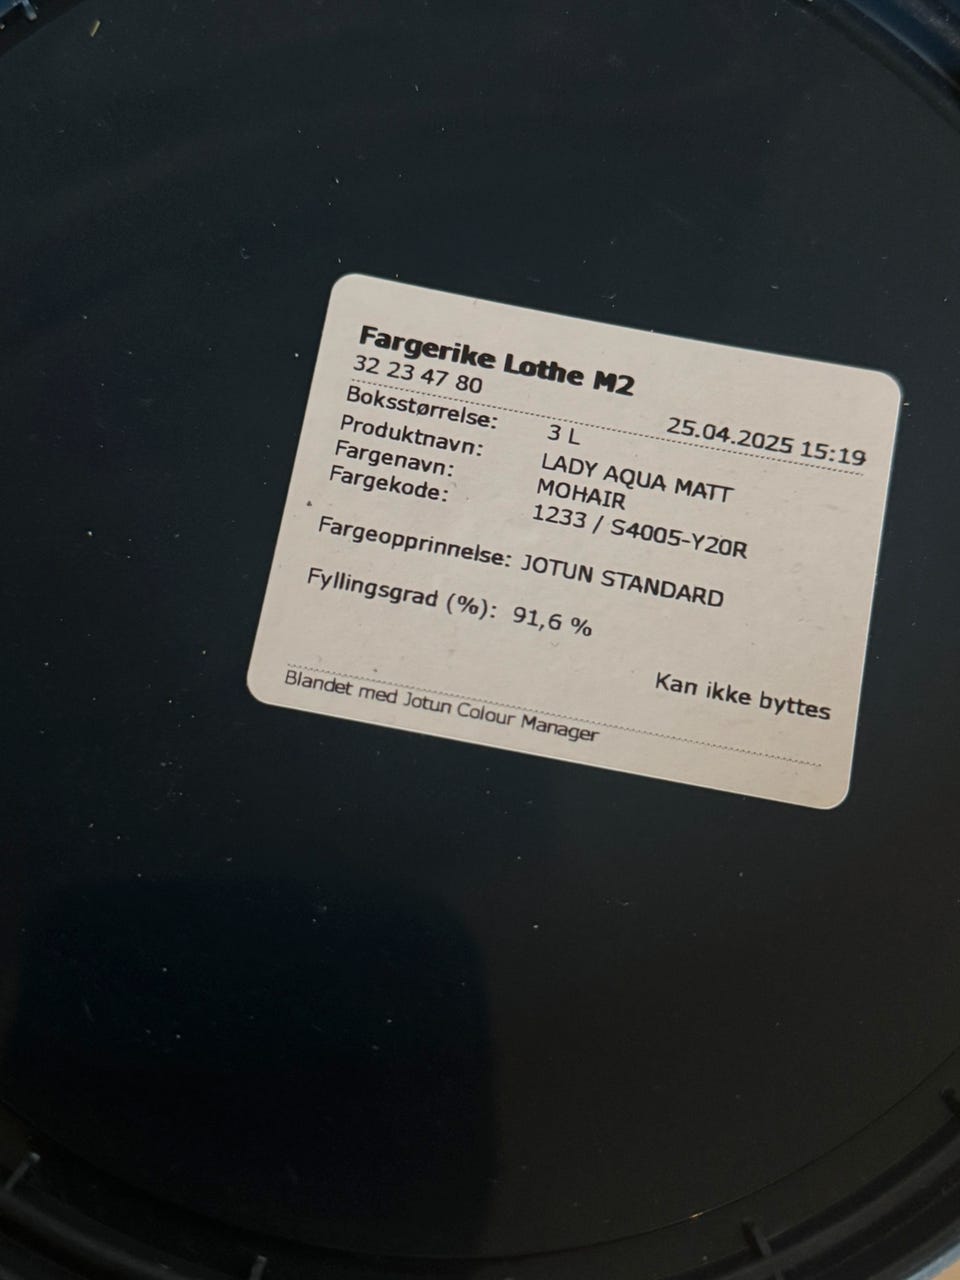 Fargerike Lothe M2
32 23 47 80
25.04.2025 15:19
Boksstørrelse: 3 L
Produktnavn: LADY AQUA MATT
Fargenavn: MOHAIR
Fargekode: 1233 / S4005-Y20R
Fargeopprinnelse: JOTUN STANDARD
Fyllingsgrad (%): 91,6 %
Kan ikke byttes
Blandet med Jotun Colour Manager